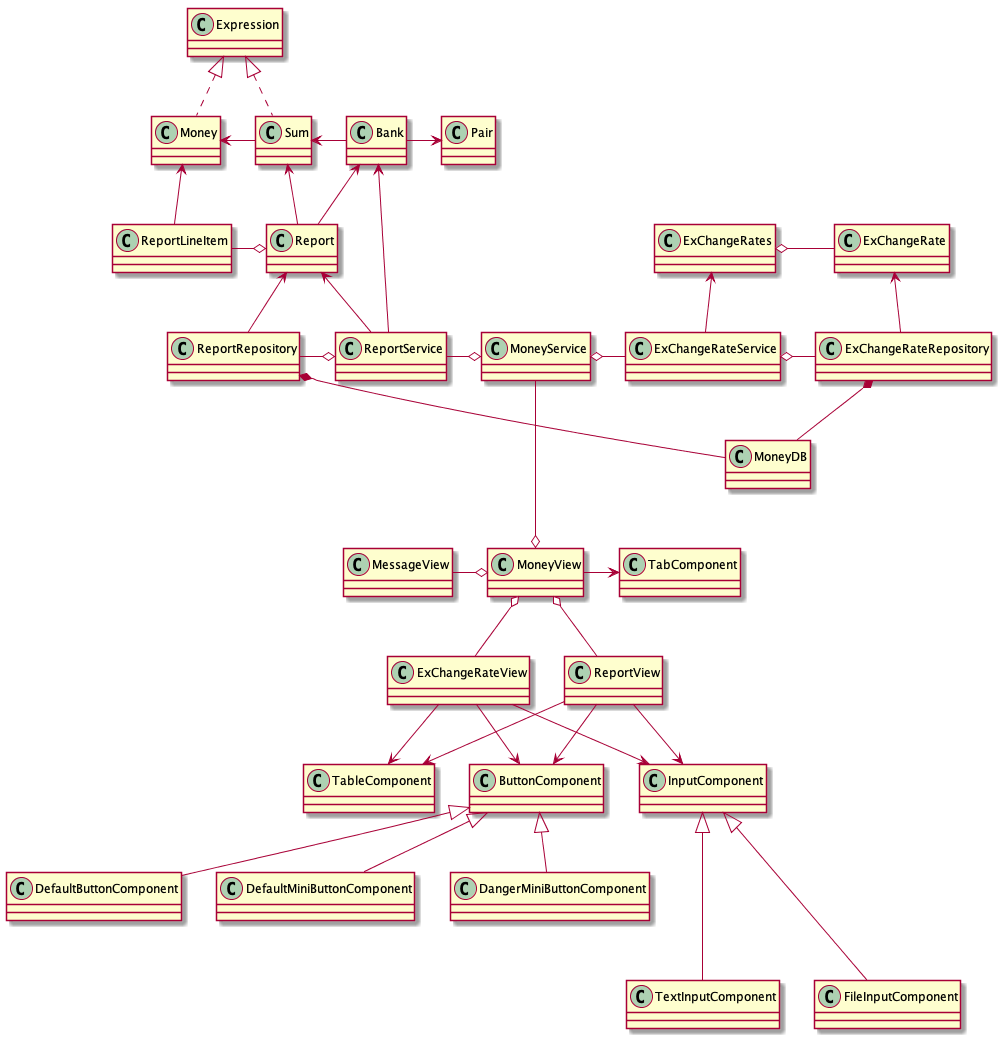 C Expression
C Money
C Sum
C Bank
C Pair
C ReportLineItem
C Report
C ExChangeRates
C ExChangeRate
C ReportRepository
C ReportService
C MoneyService
C ExChangeRateService
C ExChangeRateRepository
C MoneyDB
C MessageView
C MoneyView
C TabComponent
C ExChangeRateView
C ReportView
C TableComponent
C ButtonComponent
C InputComponent
C DefaultButtonComponent
C DefaultMiniButtonComponent
C DangerMiniButtonComponent
C TextInputComponent
C FileInputComponent